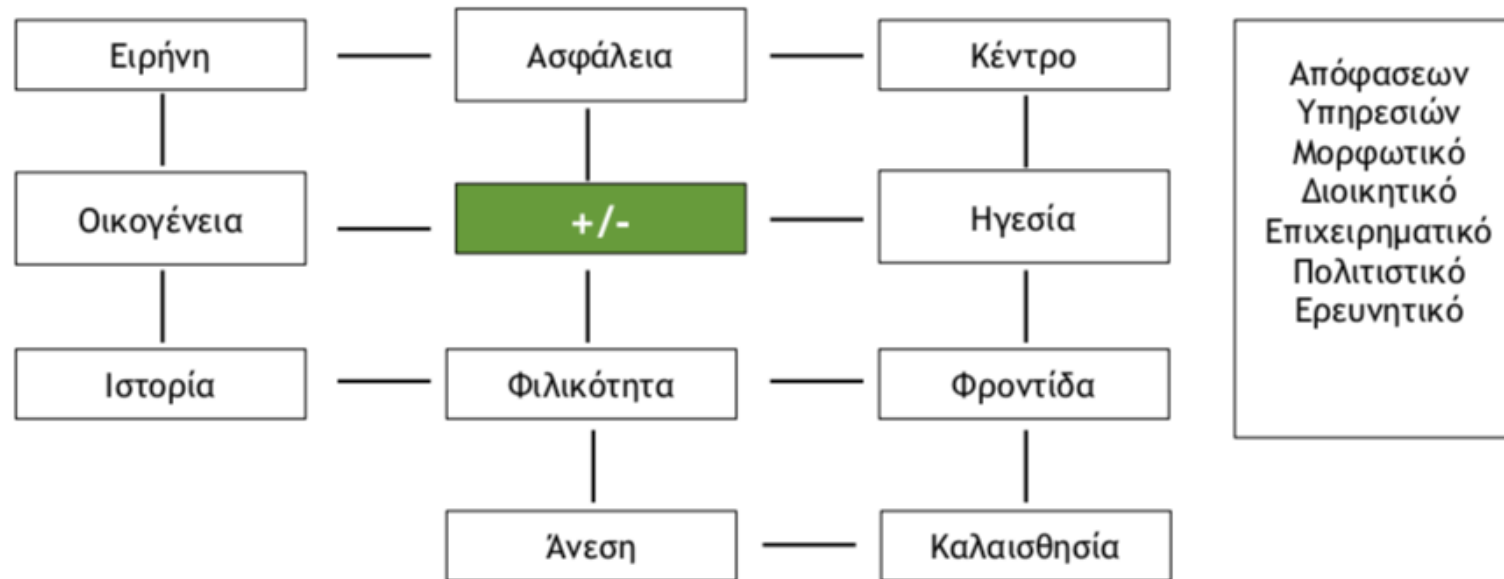 Ειρήνη
Ασφάλεια
Κέντρο
Οικογένεια
+/-
Ηγεσία
Ιστορία
Φιλικότητα
Φροντίδα
Άνεση
Καλαισθησία
Απόφασεων
Υπηρεσιών
Μορφωτικό
Διοικητικό
Επιχειρηματικό
Πολιτιστικό
Ερευνητικό